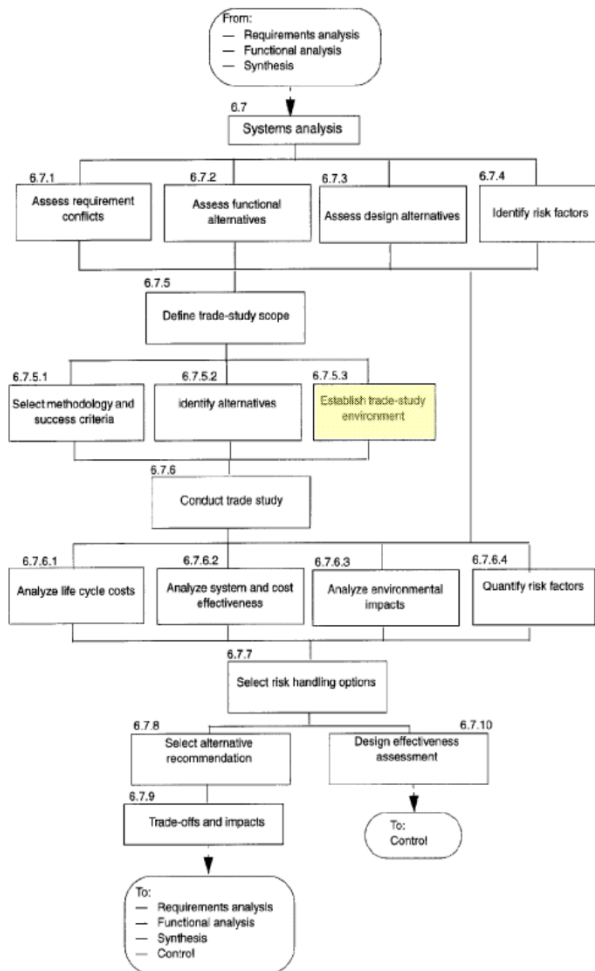 From:
— Requirements analysis
— Functional analysis
— Synthesis
6.7
Systems analysis
6.7.1
Assess requirement
conflicts
6.7.2
Assess functional
alternatives
6.7.3
Assess design alternatives
6.7.4
Identify risk factors
6.7.5
Define trade-study scope
6.7.5.1
Select methodology and
success criteria
6.7.5.2
identify alternatives
6.7.5.3
Establish trade-study
environment
6.7.6
Conduct trade study
6.7.6.1
Analyze life cycle costs
6.7.6.2
Analyze system and cost
effectiveness
6.7.6.3
Analyze environmental
impacts
6.7.6.4
Quantify risk factors
6.7.7
Select risk handling options
6.7.8
Select alternative
recommendation
6.7.10
Design effectiveness
assessment
6.7.9
Trade-offs and impacts
To:
Control
To:
— Requirements analysis
— Functional analysis
— Synthesis
— Control